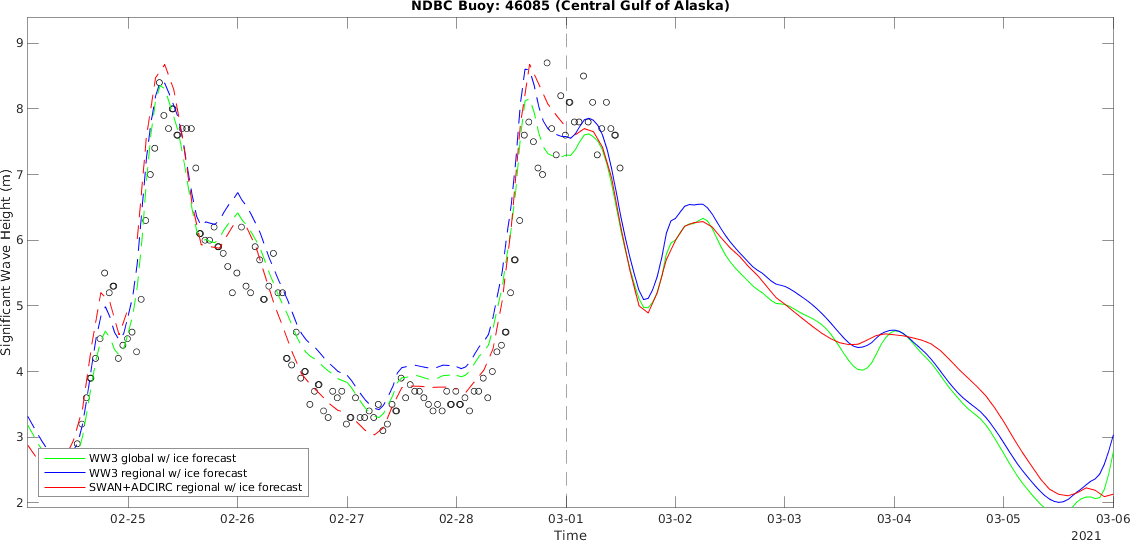 NDBC Buoy: 46085 (Central Gulf of Alaska)
Significant Wave Height (m)
9
8
7
6
5
4
3
2
WW3 global w/ ice forecast
WW3 regional w/ ice forecast
SWAN+ADCIRC regional w/ ice forecast
02-25 02-26 02-27 02-28 03-01 03-02 03-03 03-04 03-05 03-06
Time
2021